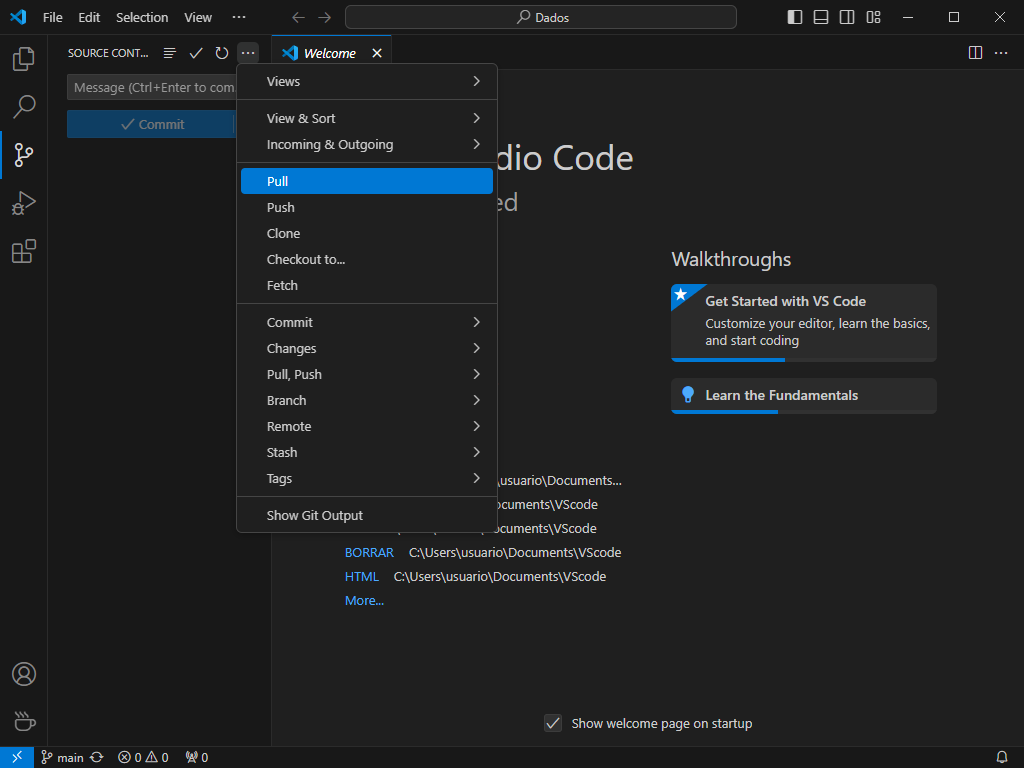 File Edit Selection View ···
Dados
SOURCE CONT...
Welcome
Message (Ctrl+Enter to com
Commit
Views
View & Sort
Incoming & Outgoing
Pull
Push
Clone
Checkout to...
Fetch
Commit
Changes
Pull, Push
Branch
Remote
Stash
Tags
Show Git Output
dio Code
ed
Walkthroughs
Get Started with VS Code
Customize your editor, learn the basics,
and start coding
Learn the Fundamentals
\usuario\Documents...
ocuments\VScode
\Documents\VScode
BORRAR C:\Users\usuario\Documents\VScode
HTML C:\Users\usuario\Documents\VScode
More...
Show welcome page on startup
main 0 0 0